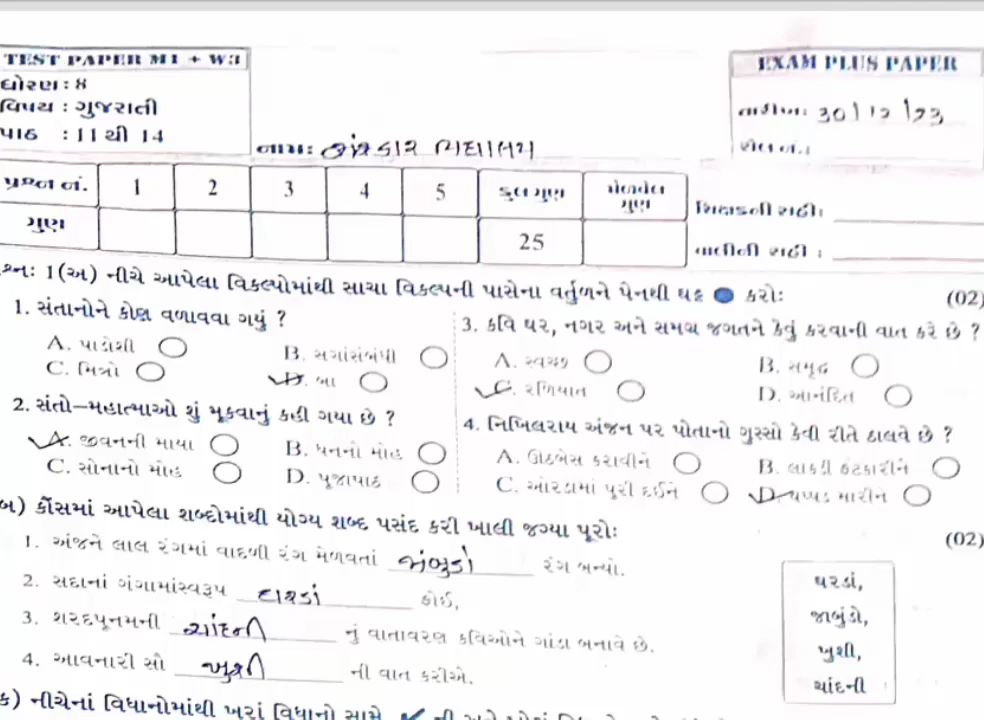 TEST PAPER M1 + W3
EXAM PLUS PAPER
ધોરણ : 8
વિષય : ગુજરાતી
પાઠ : 11 થી 14
તારીખ: 30/12/23
નામ: અંકાર
રોલ નં.:
પ્રશ્ન નં. 1 2 3 4 5 કુલ ગુણ મેળવેલ ગુણ
ગુણ 25
શિક્ષકની સહી:
વાલીની સહી :
પ્રશ્ન: 1(અ) નીચે આપેલા વિકલ્પોમાંથી સાચા વિકલ્પની પાસેના વર્તુળને પેનથી ઘટ્ટ કરો: (02)
1. સંતાનોને કોણ વળાવવા ગયું ?
A. પાડોશી B. સગાંસંબંધી
C. મિત્રો D. બા
2. સંતો–મહાત્માઓ શું મૂકવાનું કહી ગયા છે ?
A. જીવનની માયા B. ધનનો મોહ
C. સોનાનો મોહ D. પૂજાપાઠ
3. કવિ ઘર, નગર અને સમગ્ર જગતને કેવું કરવાની વાત કરે છે ?
A. સ્વચ્છ B. સમૃદ્ધ
C. રળિયાત D. આનંદિત
4. નિખિલરાય અંજન પર પોતાનો ગુસ્સો કેવી રીતે ઠાલવે છે ?
A. ઊઠબેસ કરાવીને B. લાકડી ફટકારીને
C. ઓરડામાં પૂરી દઈને D. થપ્પડ મારીને
બ) કૌંસમાં આપેલા શબ્દોમાંથી યોગ્ય શબ્દ પસંદ કરી ખાલી જગ્યા પૂરો: (02)
1. અંજને લાલ રંગમાં વાદળી રંગ મેળવતાં જાંબુડો રંગ બન્યો.
2. સદાનાં ગંગામાંસ્વરૂપ ઘરડાં કોઈ,
3. શરદપૂનમની ચાંદની નું વાતાવરણ કવિઓને ગાંડા બનાવે છે.
4. આવનારી સૌ ખુશી ની વાત કરીએ.
ઘરડાં,
જાબુંડો,
ખુશી,
ચાંદની
ક) નીચેનાં વિધાનોમાંથી ખરાં વિધાનો સામે ✓ ની અને